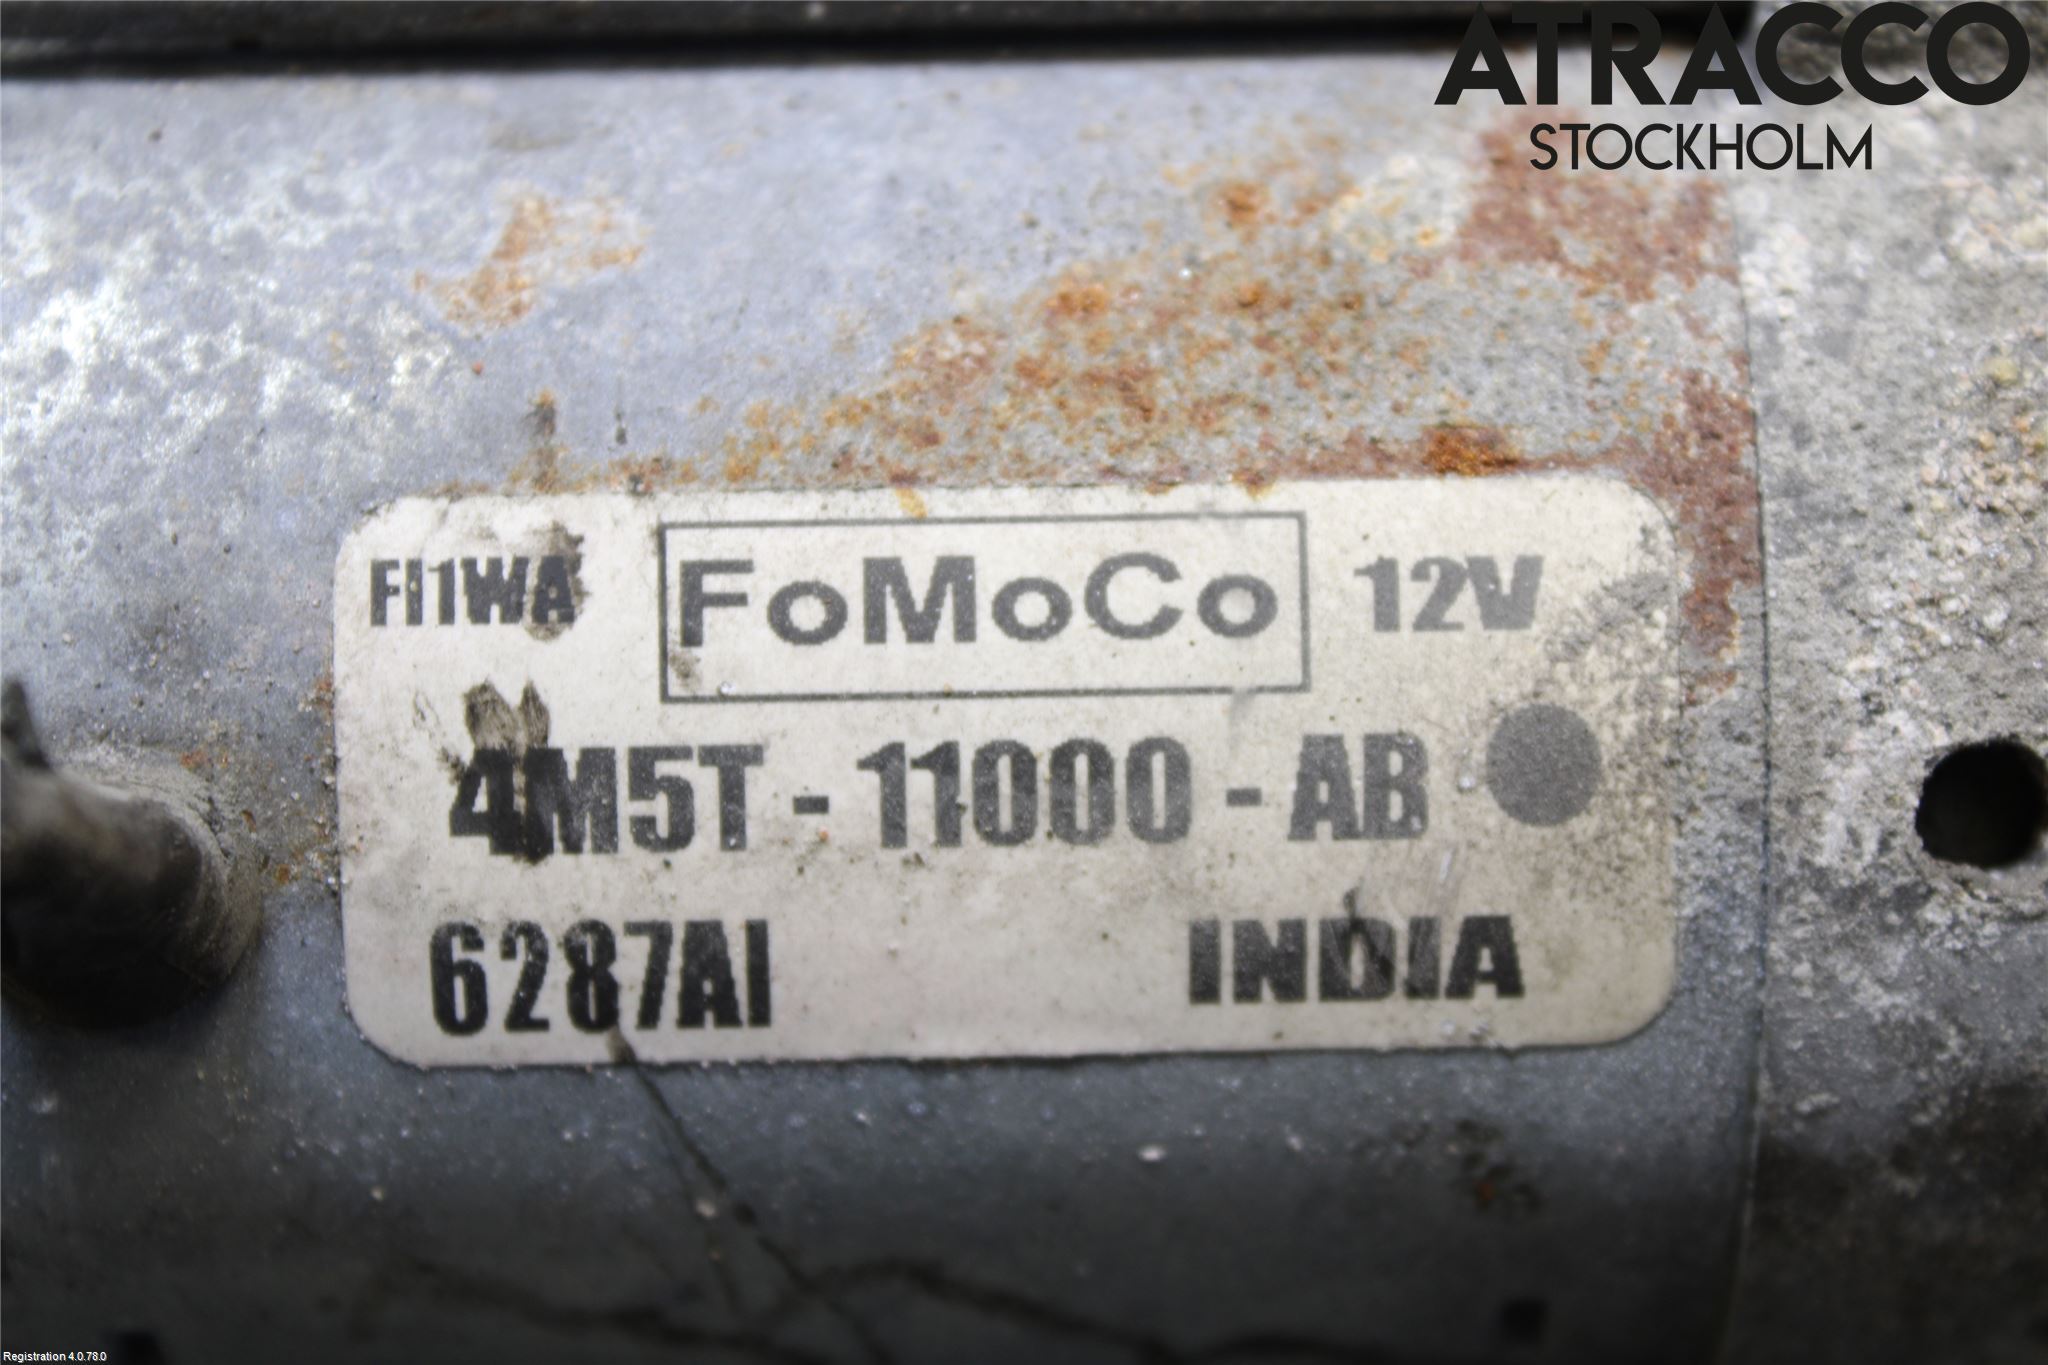 ATRACCO
STOCKHOLM
FI1WA FoMoCo 12V
4M5T - 11000 - AB
6287AI INDIA
Registration 4.0.78.0